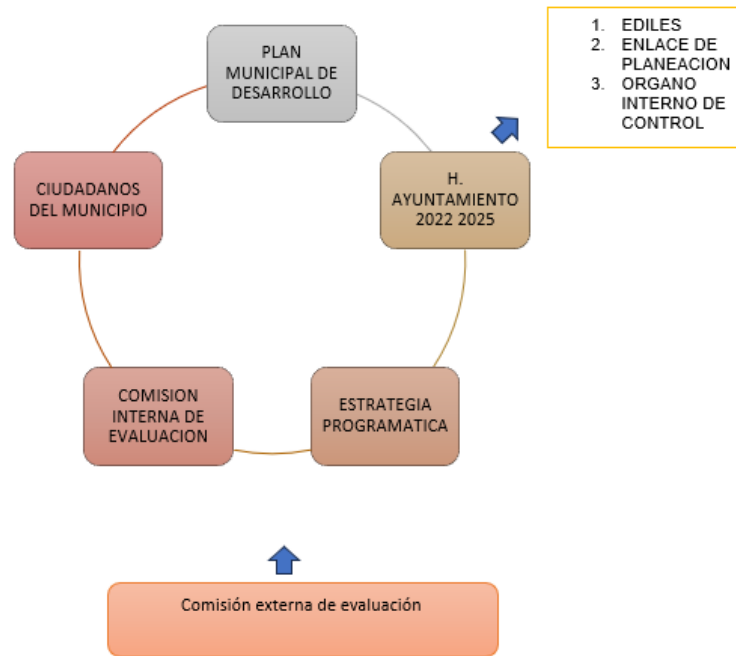 PLAN
MUNICIPAL DE
DESARROLLO
1. EDILES
2. ENLACE DE
PLANEACION
3. ORGANO
INTERNO DE
CONTROL
H.
AYUNTAMIENTO
2022 2025
CIUDADANOS
DEL MUNICIPIO
ESTRATEGIA
PROGRAMATICA
COMISION
INTERNA DE
EVALUACION
Comisión externa de evaluación